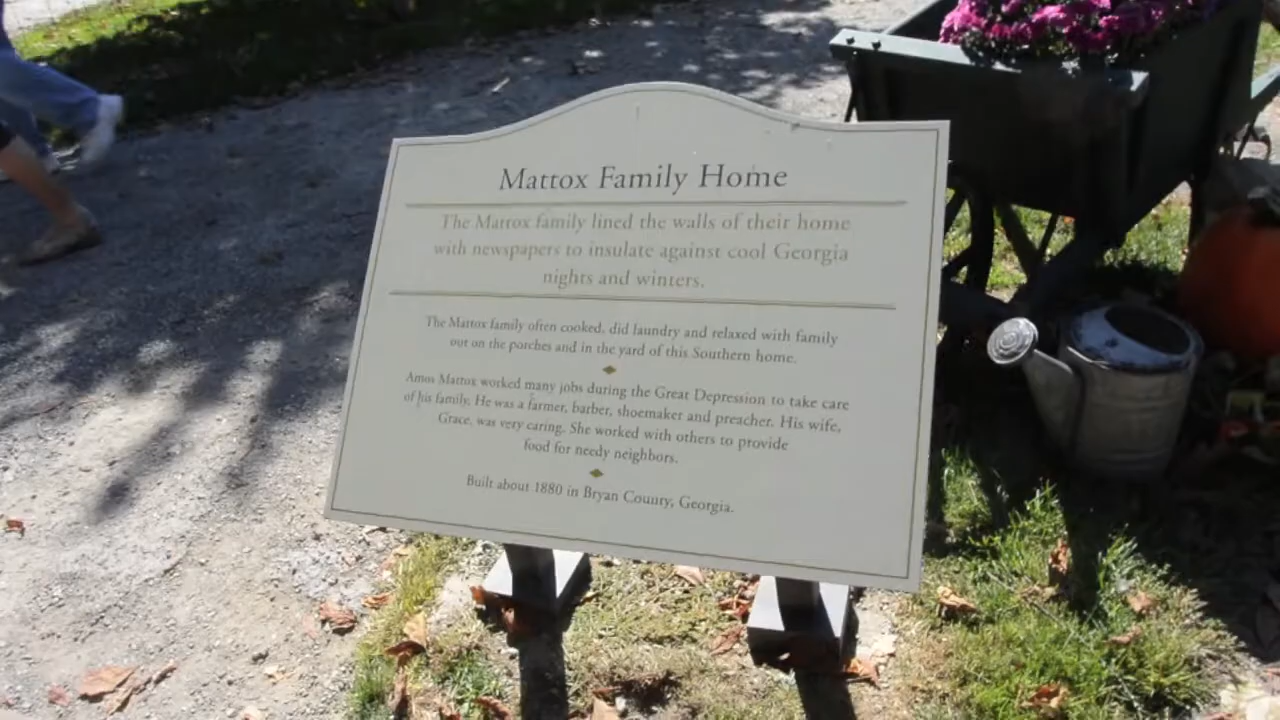 Mattox Family Home
The Mattox family lined the walls of their home
with newspapers to insulate against cool Georgia
nights and winters.
The Mattox family often cooked, did laundry and relaxed with family
out on the porches and in the yard of this Southern home.
Amos Mattox worked many jobs during the Great Depression to take care
of his family. He was a farmer, barber, shoemaker and preacher. His wife,
Grace, was very caring. She worked with others to provide
food for needy neighbors.
Built about 1880 in Bryan County, Georgia.